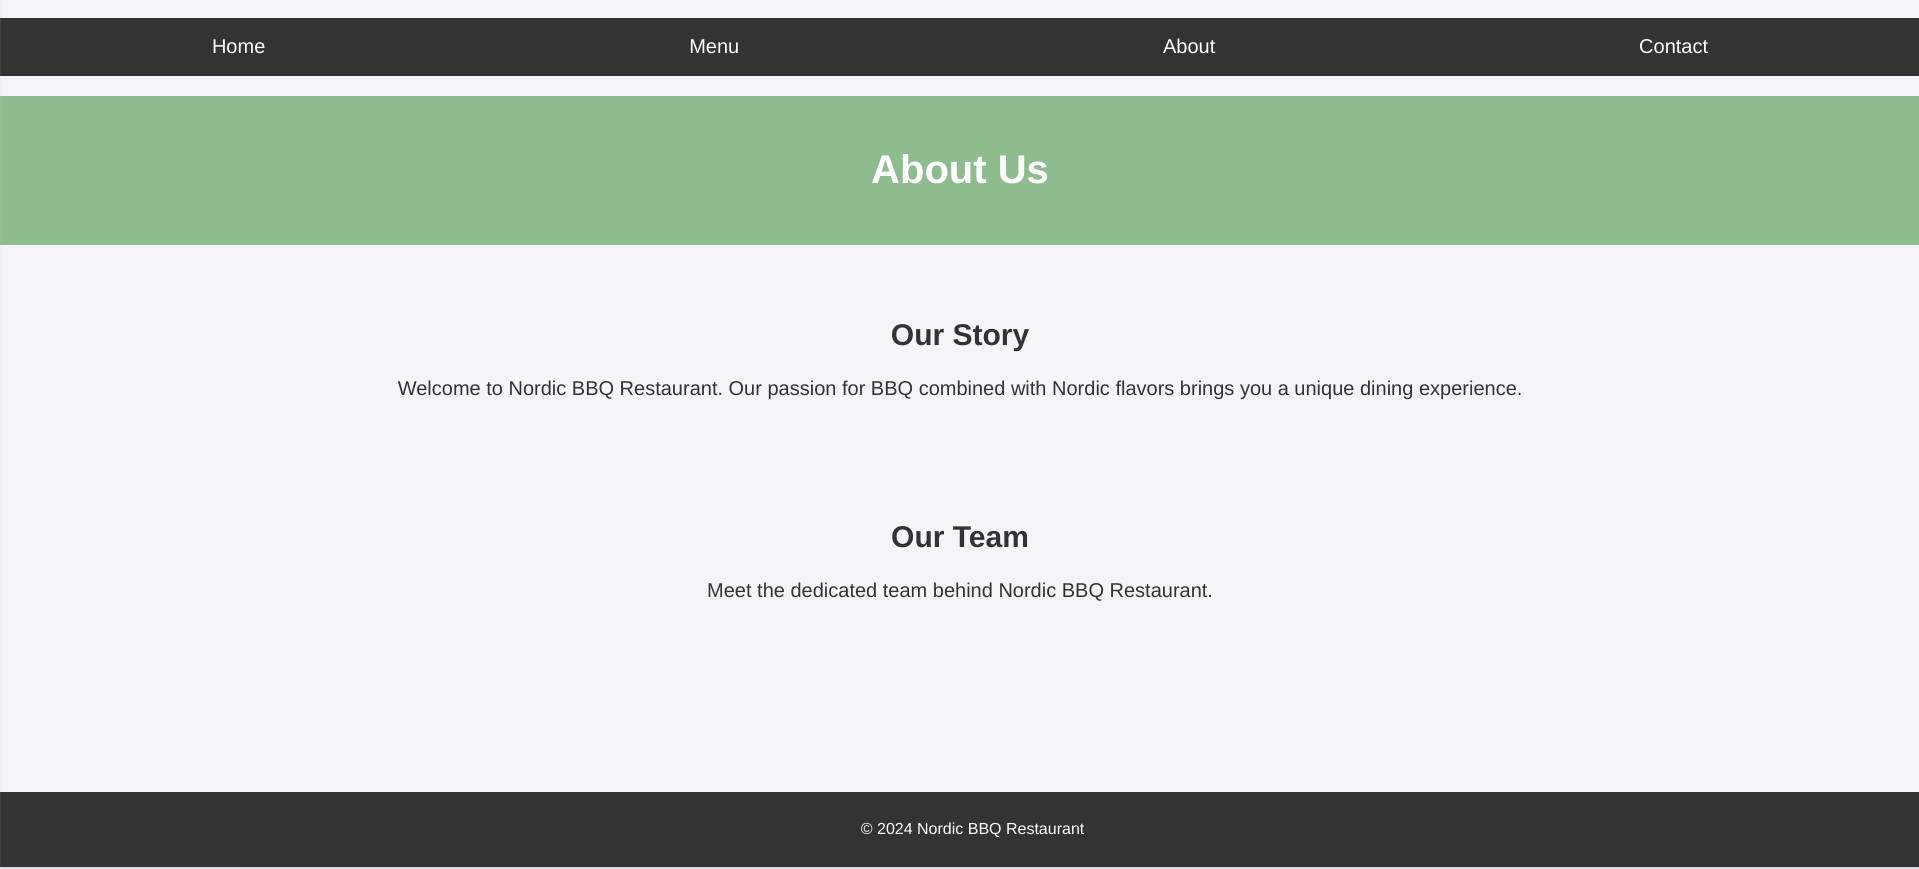 Home Menu About Contact
About Us
Our Story
Welcome to Nordic BBQ Restaurant. Our passion for BBQ combined with Nordic flavors brings you a unique dining experience.
Our Team
Meet the dedicated team behind Nordic BBQ Restaurant.
© 2024 Nordic BBQ Restaurant